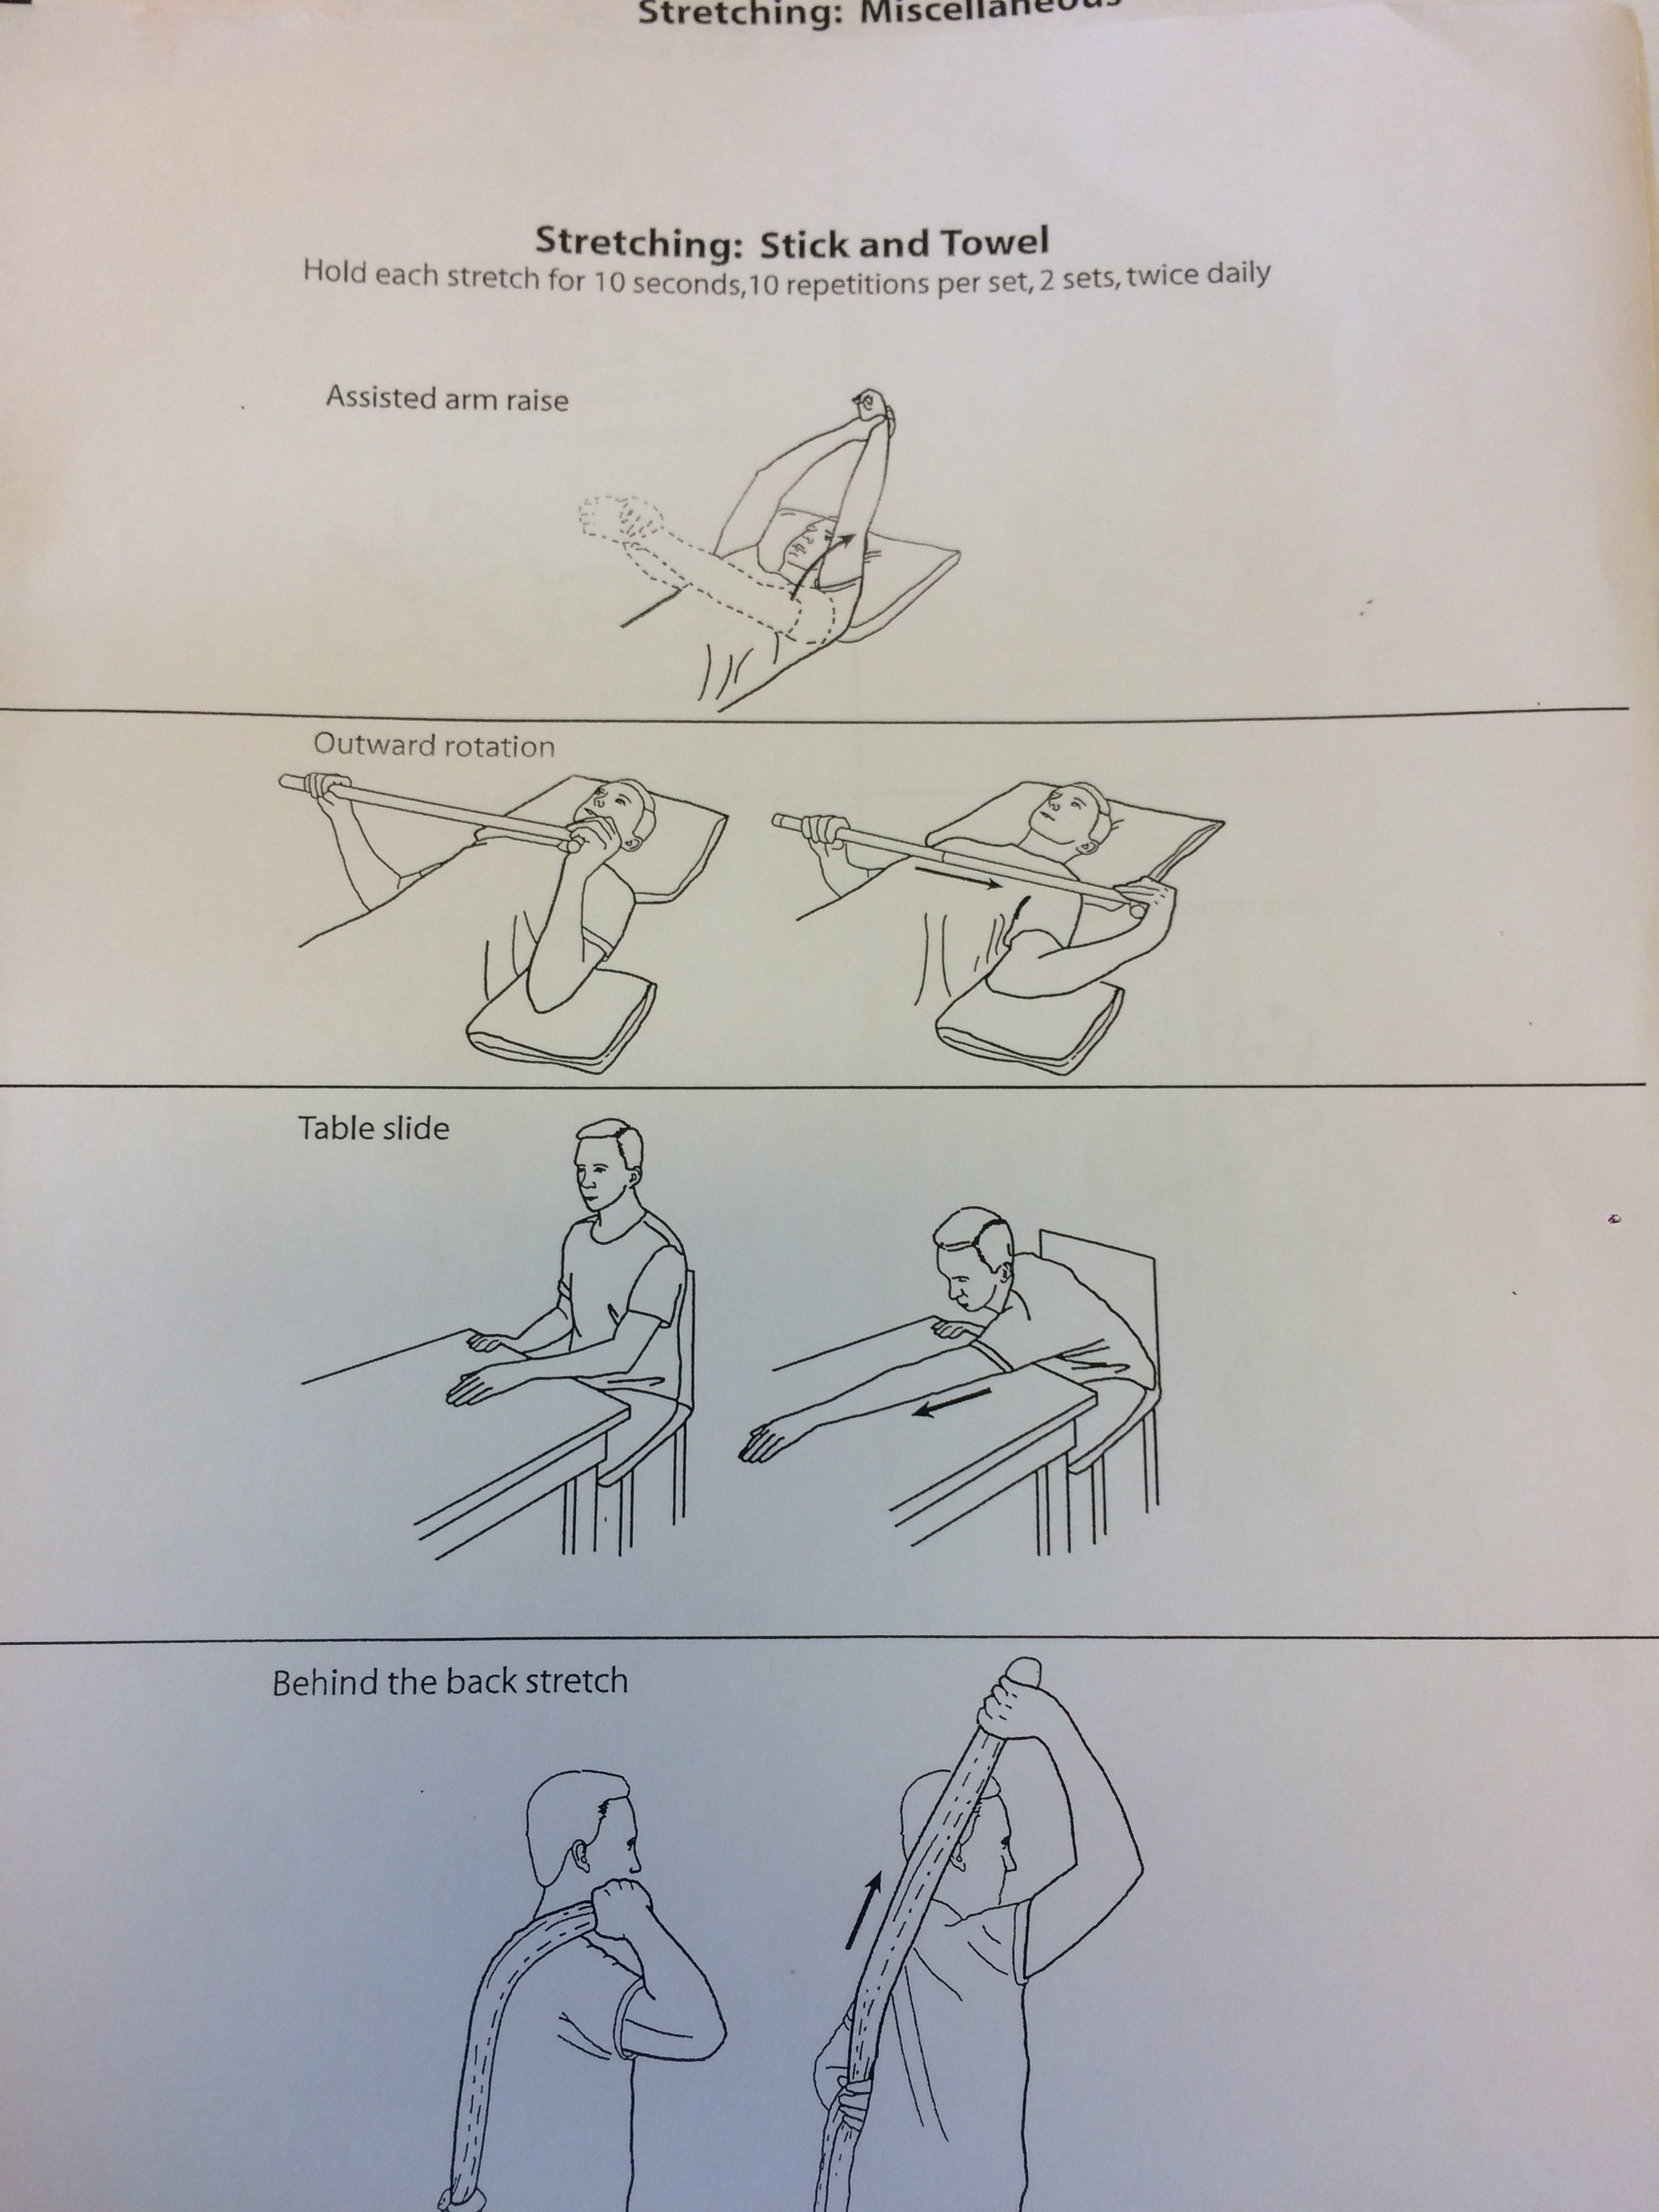 Stretching: Miscellaneous
Stretching: Stick and Towel
Hold each stretch for 10 seconds,10 repetitions per set, 2 sets, twice daily
Assisted arm raise
Outward rotation
Table slide
Behind the back stretch